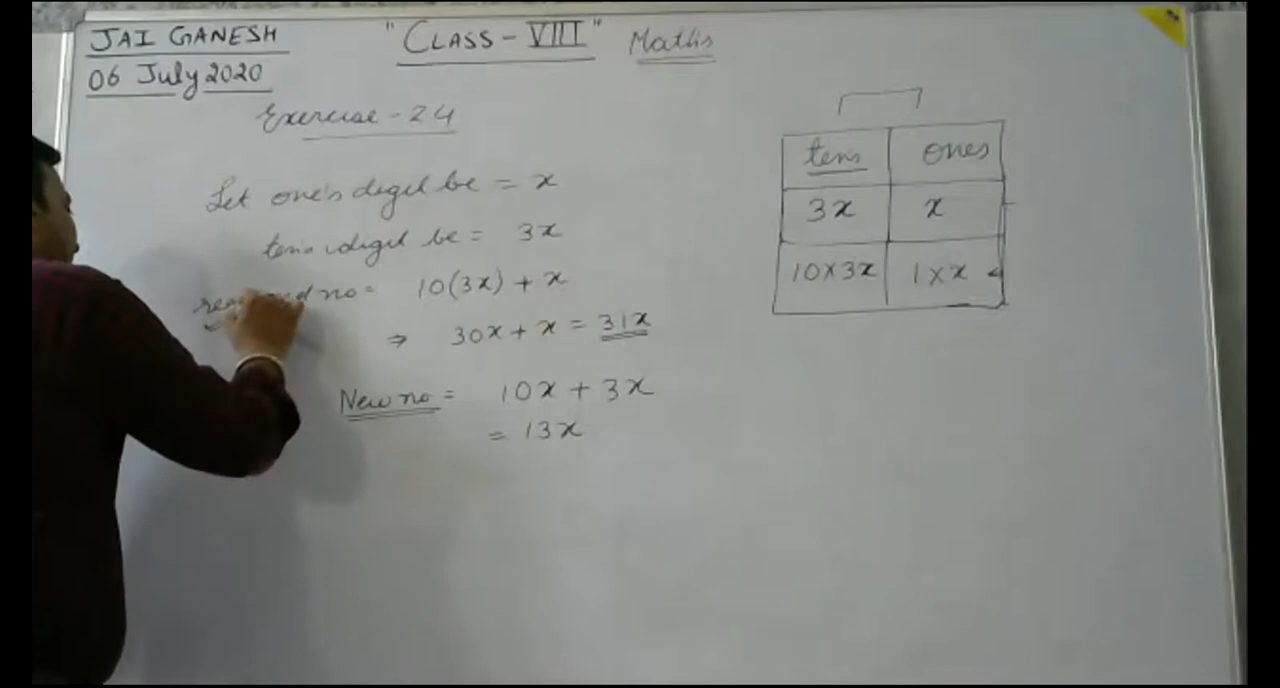 JAI GANESH
06 July 2020
"CLASS - VIII" Maths
Exercise - 24
Let one's digit be = x
tens digit be = 3x
no = 10(3x) + x
⇒ 30x + x = 31x
New no = 10x + 3x
= 13x
tens ones
3x x
10×3x 1×x